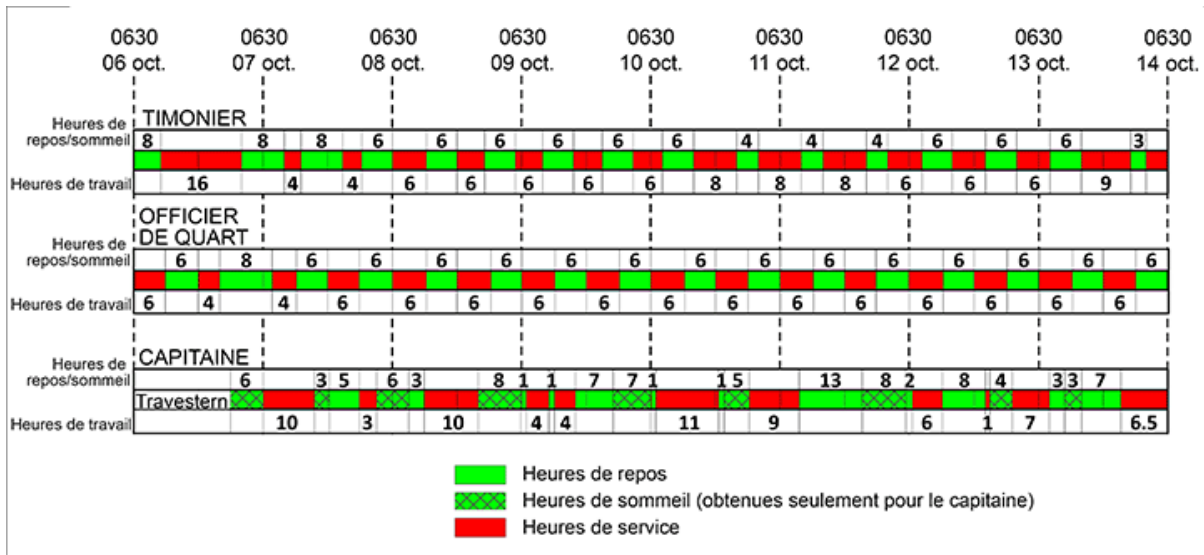 0630 0630 0630 0630 0630 0630 0630 0630 0630
06 oct. 07 oct. 08 oct. 09 oct. 10 oct. 11 oct. 12 oct. 13 oct. 14 oct.
TIMONIER
Heures de
repos/sommeil
8 8 8 6 6 6 6 6 6 4 4 4 6 6 6 3
Heures de travail
16 4 4 6 6 6 6 6 8 8 8 6 6 6 9
OFFICIER
DE QUART
Heures de
repos/sommeil
6 8 6 6 6 6 6 6 6 6 6 6 6 6 6 6
Heures de travail
6 4 4 6 6 6 6 6 6 6 6 6 6 6 6 6
CAPITAINE
Heures de
repos/sommeil
6 3 5 6 3 8 1 1 7 7 1 1 5 13 8 2 8 4 3 3 7
Travestern
Heures de travail
10 3 10 4 4 11 9 6 1 7 6.5
Heures de repos
Heures de sommeil (obtenues seulement pour le capitaine)
Heures de service